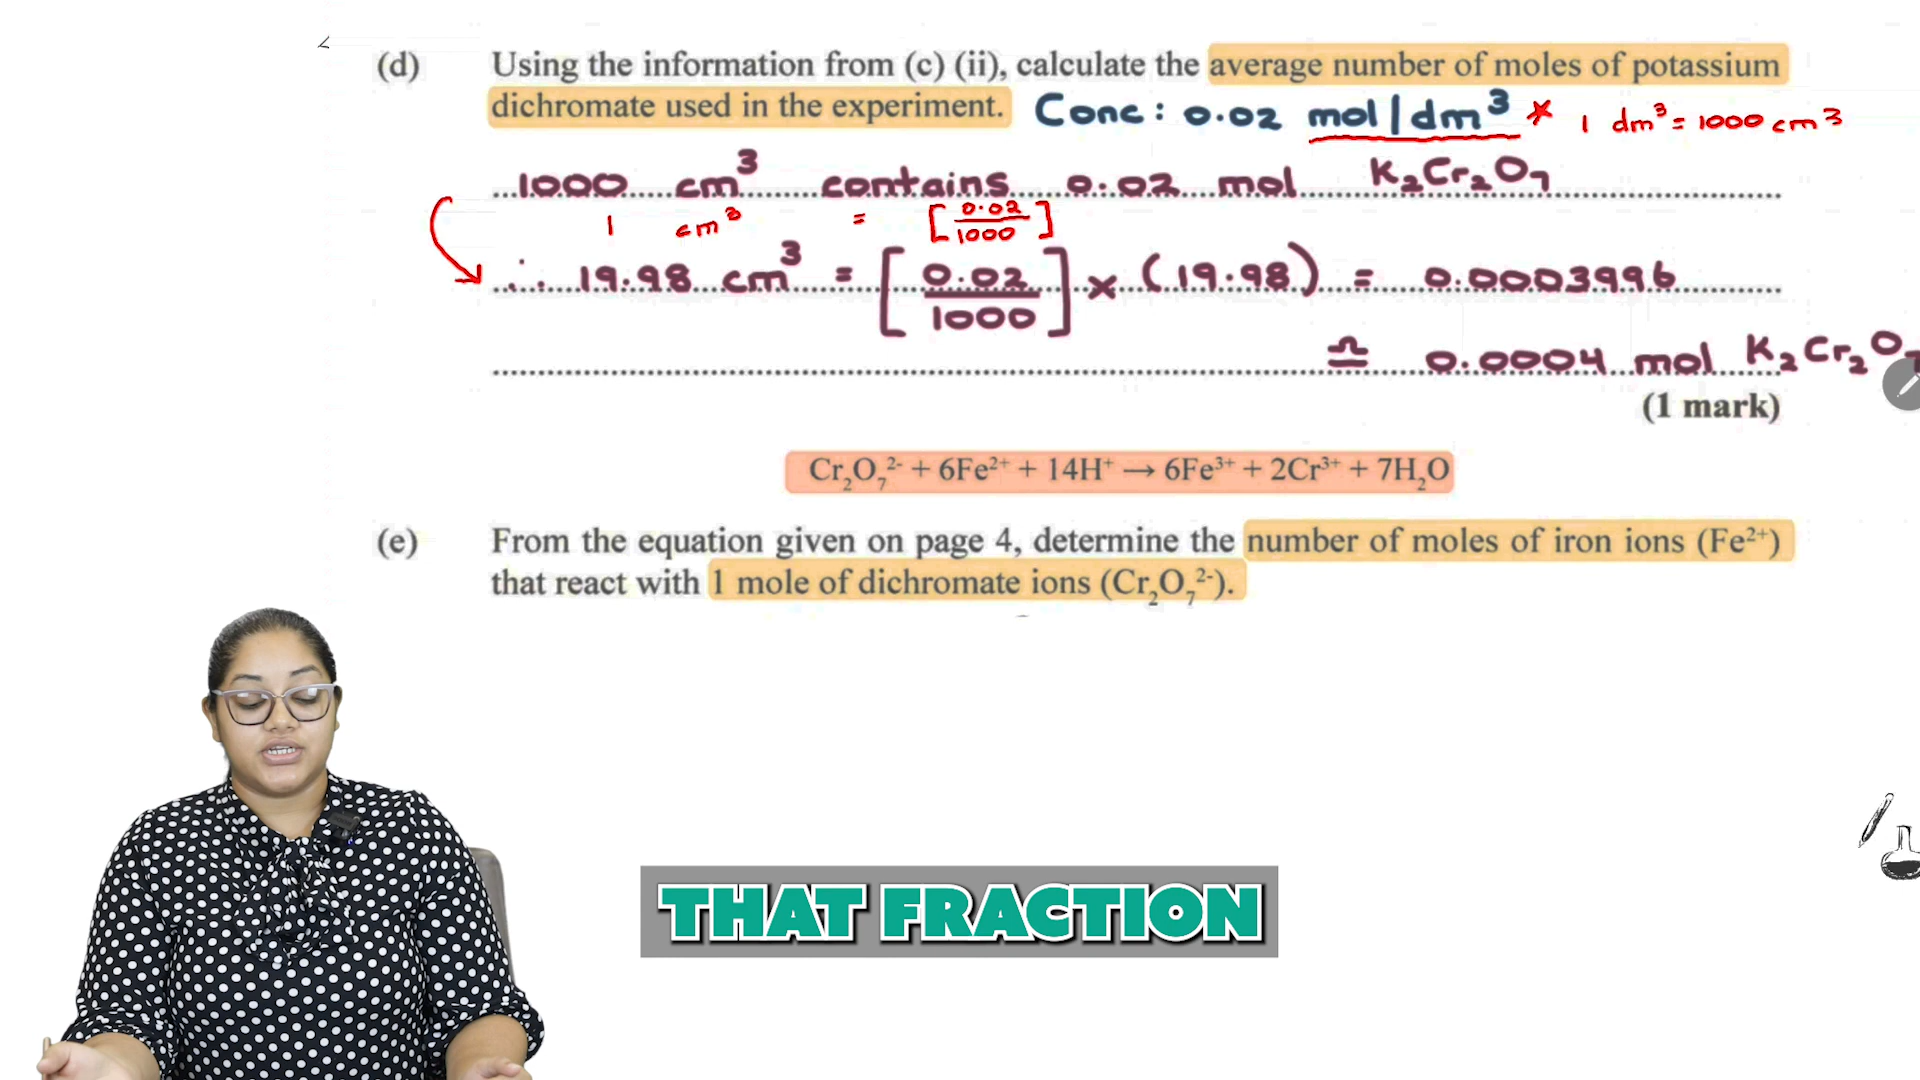 (d) Using the information from (c) (ii), calculate the average number of moles of potassium
dichromate used in the experiment. Conc : 0.02 mol/dm³ * 1 dm³ = 1000 cm3
1000 cm³ contains 0.02 mol K₂Cr₂O₇
1 cm³ = [0.02/1000]
∴ 19.98 cm³ = [0.02/1000] × (19.98) = 0.0003996
≏ 0.0004 mol K₂Cr₂O₇
(1 mark)
Cr₂O₇²⁻ + 6Fe²⁺ + 14H⁺ → 6Fe³⁺ + 2Cr³⁺ + 7H₂O
(e) From the equation given on page 4, determine the number of moles of iron ions (Fe²⁺)
that react with 1 mole of dichromate ions (Cr₂O₇²⁻).
THAT FRACTION